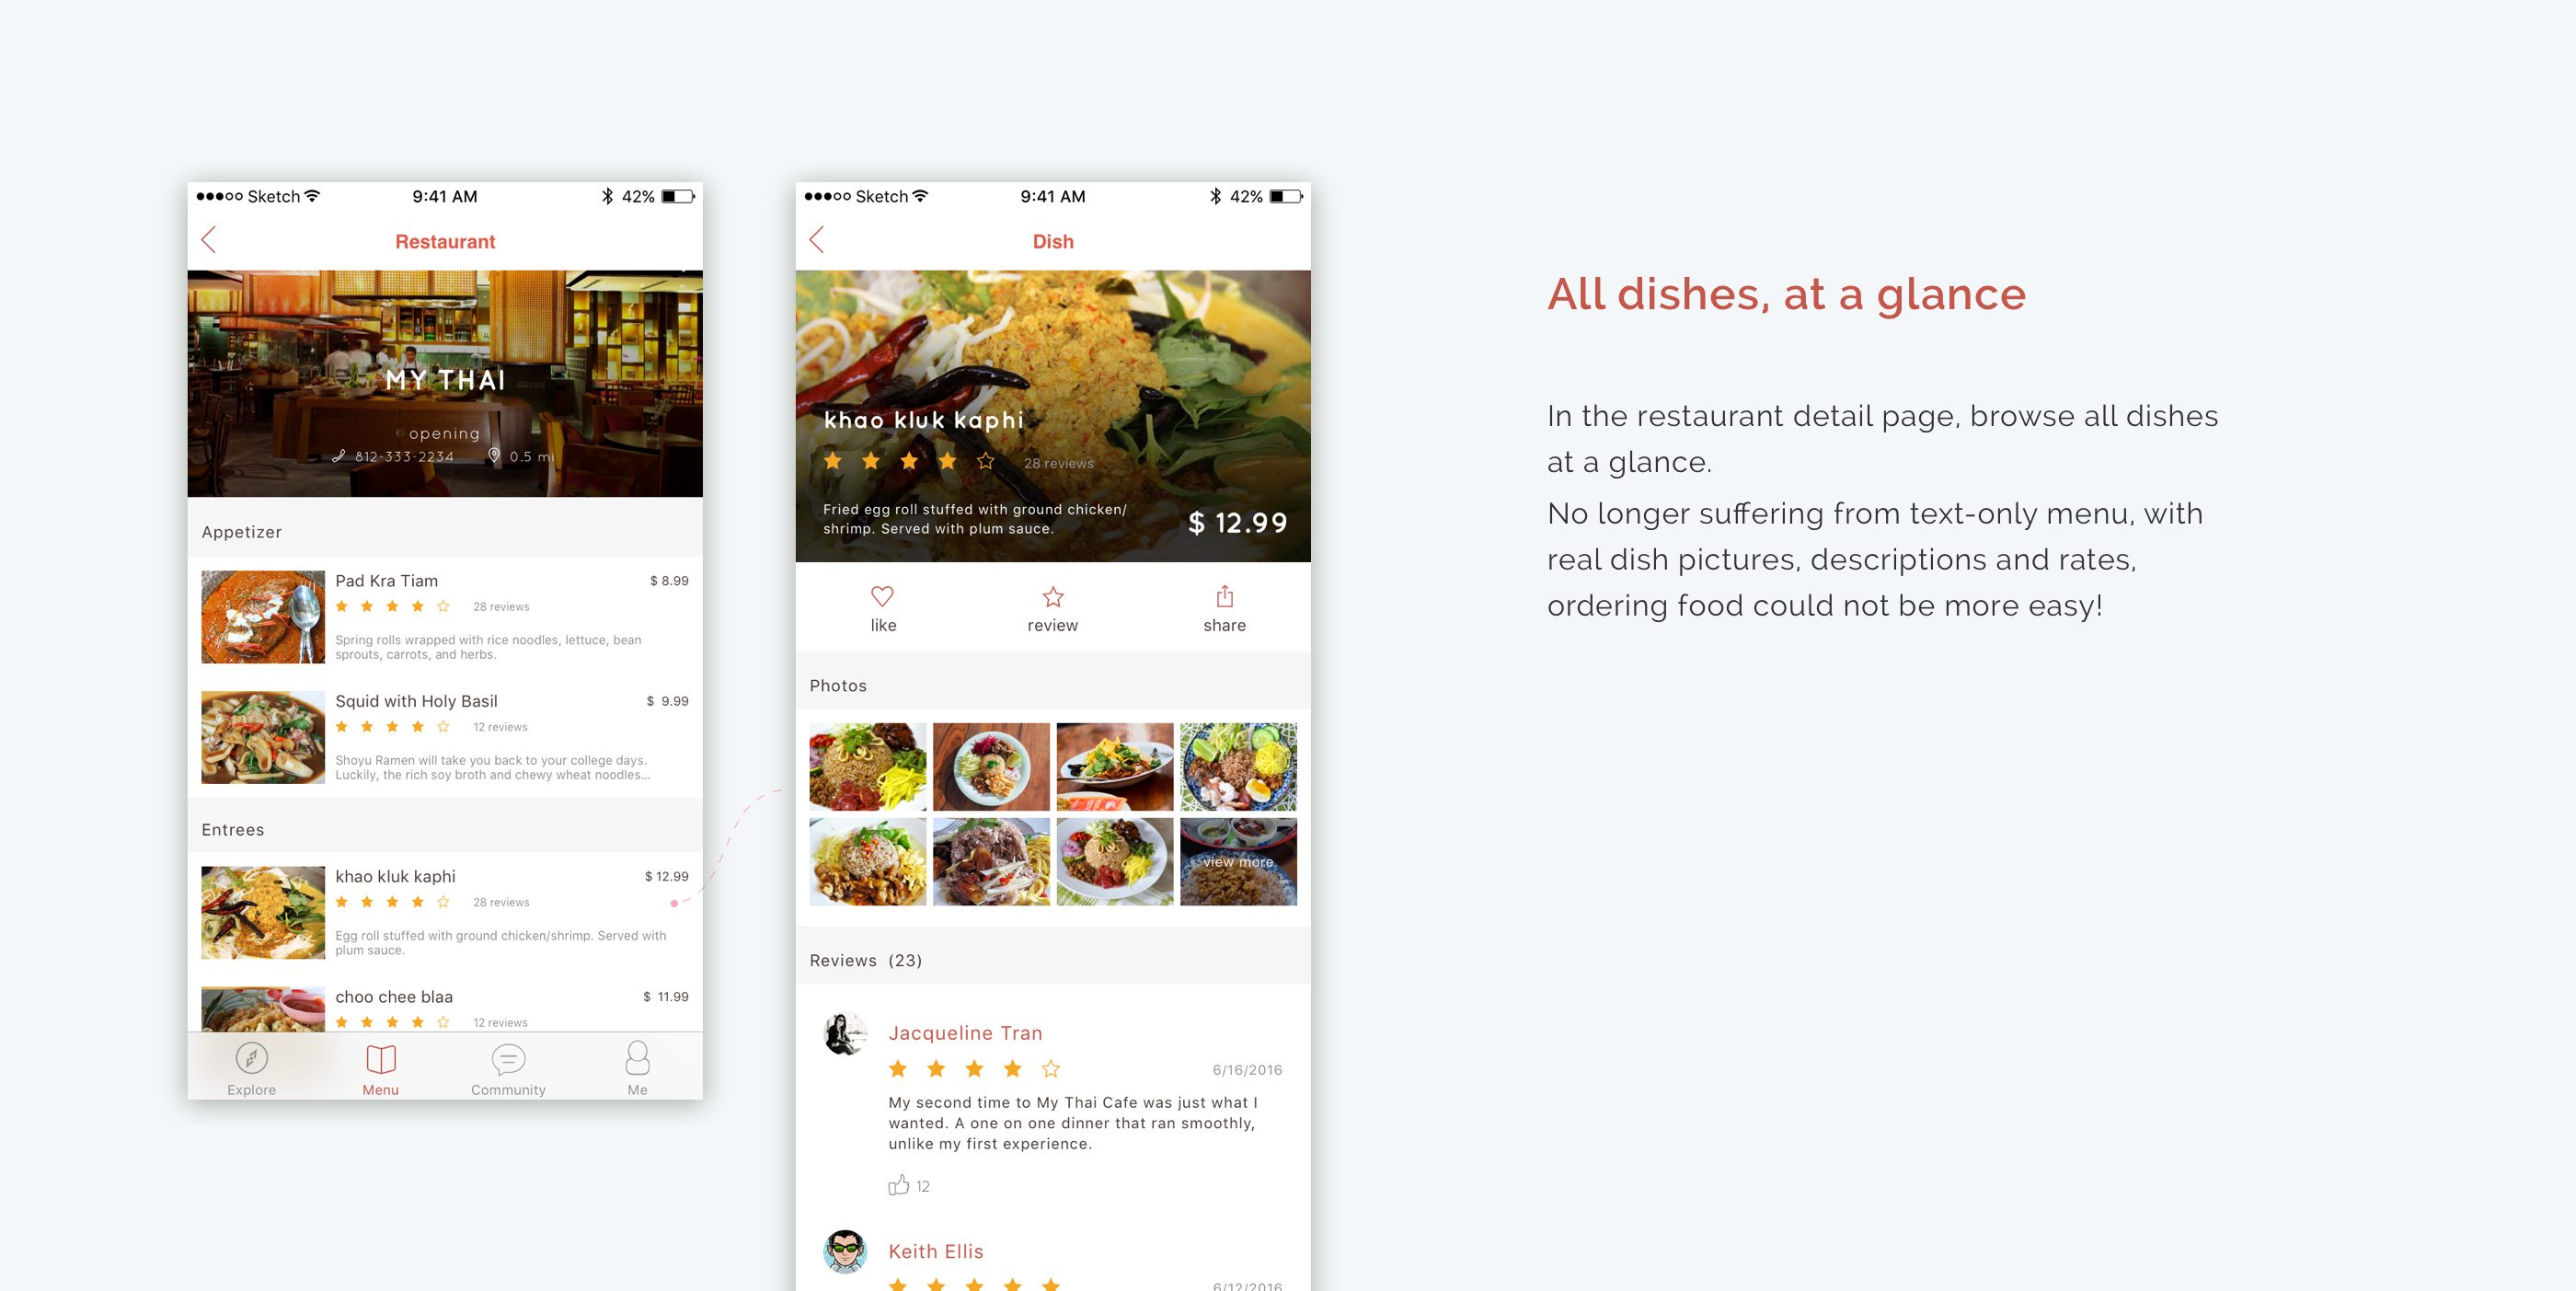 Sketch 9:41 AM 42%
Restaurant
MY THAI
opening
812-333-2234 0.5 mi
Appetizer
Pad Kra Tiam $ 8.99
28 reviews
Spring rolls wrapped with rice noodles, lettuce, bean
sprouts, carrots, and herbs.
Squid with Holy Basil $ 9.99
12 reviews
Shoyu Ramen will take you back to your college days.
Luckily, the rich soy broth and chewy wheat noodles...
Entrees
khao kluk kaphi $ 12.99
28 reviews
Egg roll stuffed with ground chicken/shrimp. Served with
plum sauce.
choo chee blaa $ 11.99
12 reviews
Explore Menu Community Me
Sketch 9:41 AM 42%
Dish
khao kluk kaphi
28 reviews
Fried egg roll stuffed with ground chicken/
shrimp. Served with plum sauce.
$ 12.99
like review share
Photos
view more
Reviews (23)
Jacqueline Tran
6/16/2016
My second time to My Thai Cafe was just what I
wanted. A one on one dinner that ran smoothly,
unlike my first experience.
12
Keith Ellis
6/12/2016
All dishes, at a glance
In the restaurant detail page, browse all dishes
at a glance.
No longer suffering from text-only menu, with
real dish pictures, descriptions and rates,
ordering food could not be more easy!